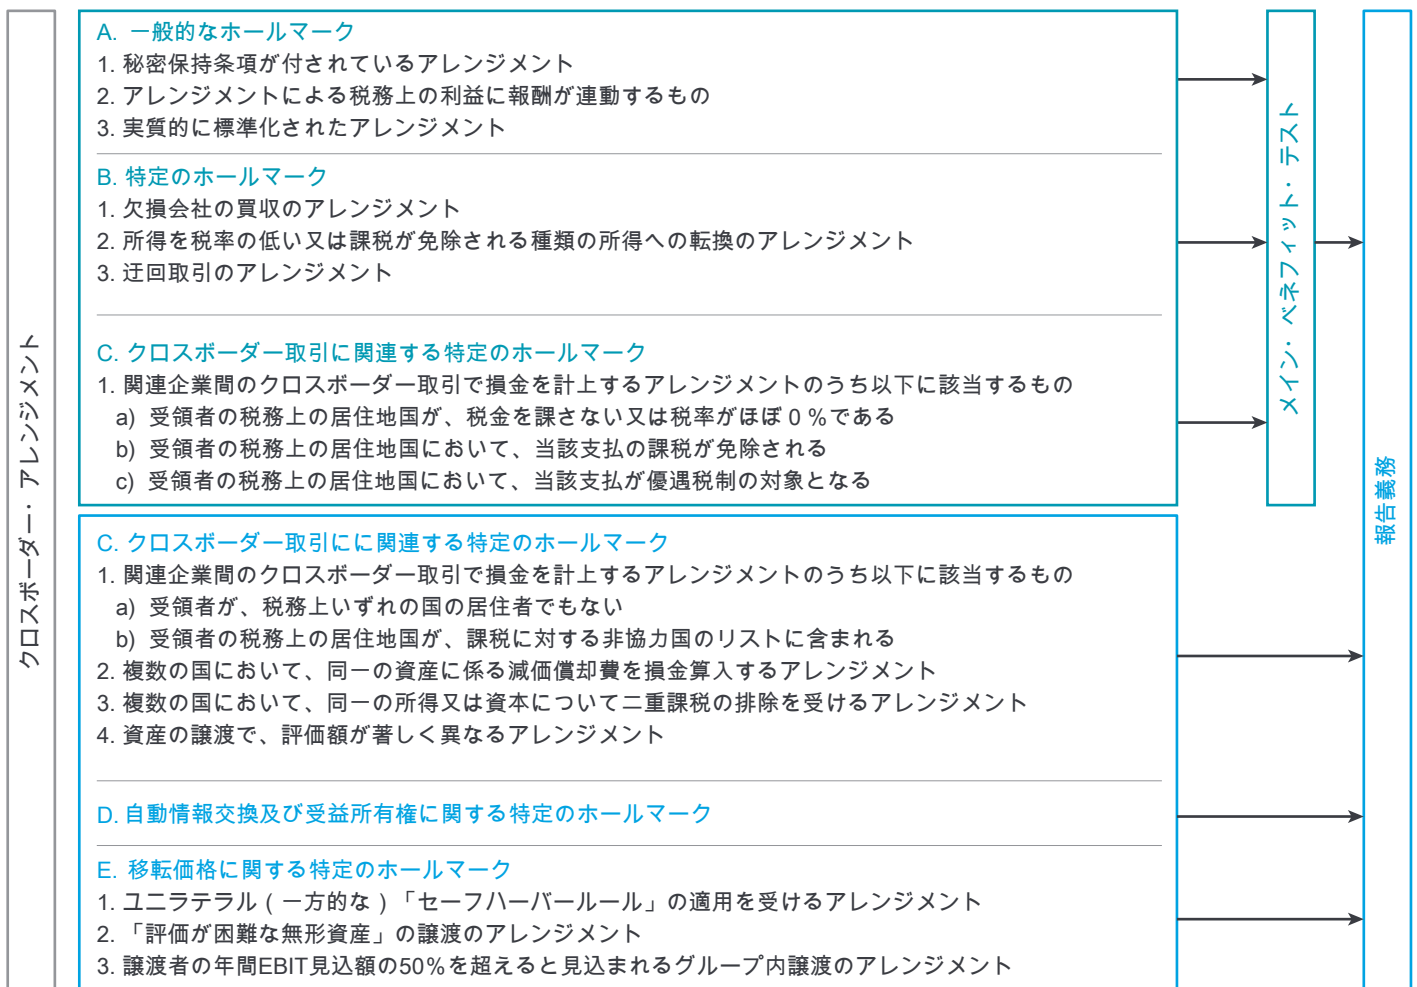 クロスボーダー・アレンジメント
A. 一般的なホールマーク
1. 秘密保持条項が付されているアレンジメント
2. アレンジメントによる税務上の利益に報酬が連動するもの
3. 実質的に標準化されたアレンジメント
B. 特定のホールマーク
1. 欠損会社の買収のアレンジメント
2. 所得を税率の低い又は課税が免除される種類の所得への転換のアレンジメント
3. 迂回取引のアレンジメント
C. クロスボーダー取引に関連する特定のホールマーク
1. 関連企業間のクロスボーダー取引で損金を計上するアレンジメントのうち以下に該当するもの
a) 受領者の税務上の居住地国が、税金を課さない又は税率がほぼ0%である
b) 受領者の税務上の居住地国において、当該支払の課税が免除される
c) 受領者の税務上の居住地国において、当該支払が優遇税制の対象となる
メイン・ベネフィット・テスト
C. クロスボーダー取引にに関連する特定のホールマーク
1. 関連企業間のクロスボーダー取引で損金を計上するアレンジメントのうち以下に該当するもの
a) 受領者が、税務上いずれの国の居住者でもない
b) 受領者の税務上の居住地国が、課税に対する非協力国のリストに含まれる
2. 複数の国において、同一の資産に係る減価償却費を損金算入するアレンジメント
3. 複数の国において、同一の所得又は資本について二重課税の排除を受けるアレンジメント
4. 資産の譲渡で、評価額が著しく異なるアレンジメント
D. 自動情報交換及び受益所有権に関する特定のホールマーク
E. 移転価格に関する特定のホールマーク
1. ユニラテラル(一方的な)「セーフハーバールール」の適用を受けるアレンジメント
2. 「評価が困難な無形資産」の譲渡のアレンジメント
3. 譲渡者の年間EBIT見込額の50%を超えると見込まれるグループ内譲渡のアレンジメント
報告義務